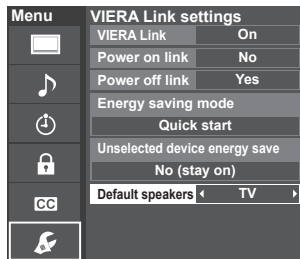 Menu
VIERA Link settings
VIERA Link On
Power on link No
Power off link Yes
Energy saving mode
Quick start
Unselected device energy save
No (stay on)
Default speakers TV
CC